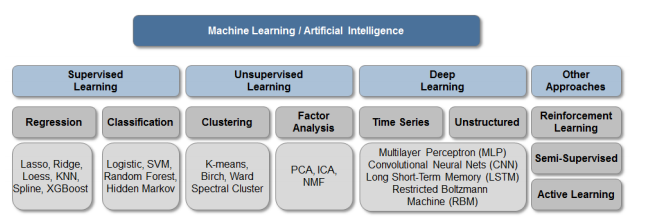 Machine Learning / Artificial Intelligence
Supervised
Learning
Unsupervised
Learning
Deep
Learning
Other
Approaches
Regression
Classification
Clustering
Factor
Analysis
Time Series
Unstructured
Reinforcement
Learning
Lasso, Ridge,
Loess, KNN,
Spline, XGBoost
Logistic, SVM,
Random Forest,
Hidden Markov
K-means,
Birch, Ward
Spectral Cluster
PCA, ICA,
NMF
Multilayer Perceptron (MLP)
Convolutional Neural Nets (CNN)
Long Short-Term Memory (LSTM)
Restricted Boltzmann
Machine (RBM)
Semi-Supervised
Active Learning